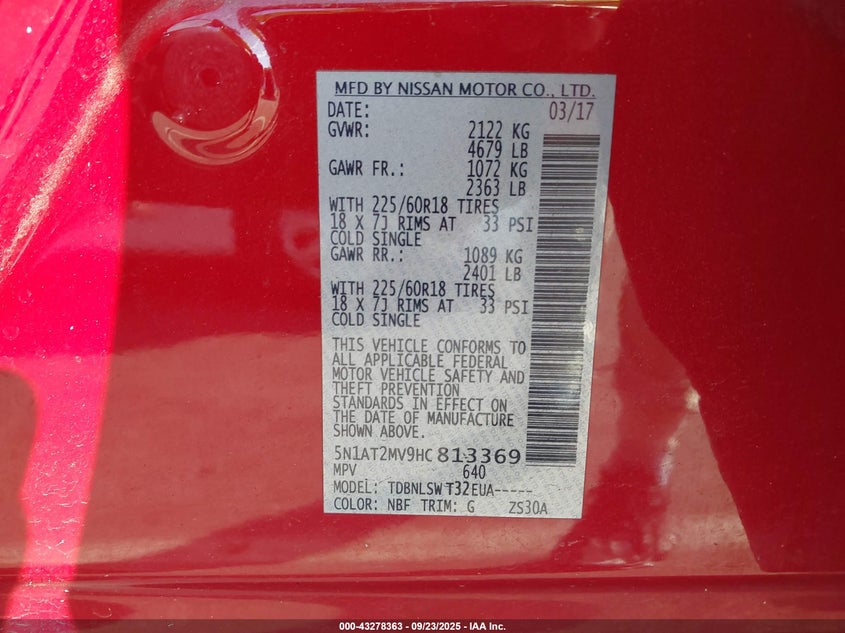 MFD BY NISSAN MOTOR CO., LTD.
DATE: 03/17
GVWR: 2122 KG
4679 LB
GAWR FR.: 1072 KG
2363 LB
WITH 225/60R18 TIRES
18 X 7J RIMS AT 33 PSI
COLD SINGLE
GAWR RR.: 1089 KG
2401 LB
WITH 225/60R18 TIRES
18 X 7J RIMS AT 33 PSI
COLD SINGLE
THIS VEHICLE CONFORMS TO
ALL APPLICABLE FEDERAL
MOTOR VEHICLE SAFETY AND
THEFT PREVENTION
STANDARDS IN EFFECT ON
THE DATE OF MANUFACTURE
SHOWN ABOVE.
5N1AT2MV9HC813369
MPV 640
MODEL: TDBNLSW T32EUA-----
COLOR: NBF TRIM: G ZS30A
000-43278363 - 09/23/2025 - IAA Inc.